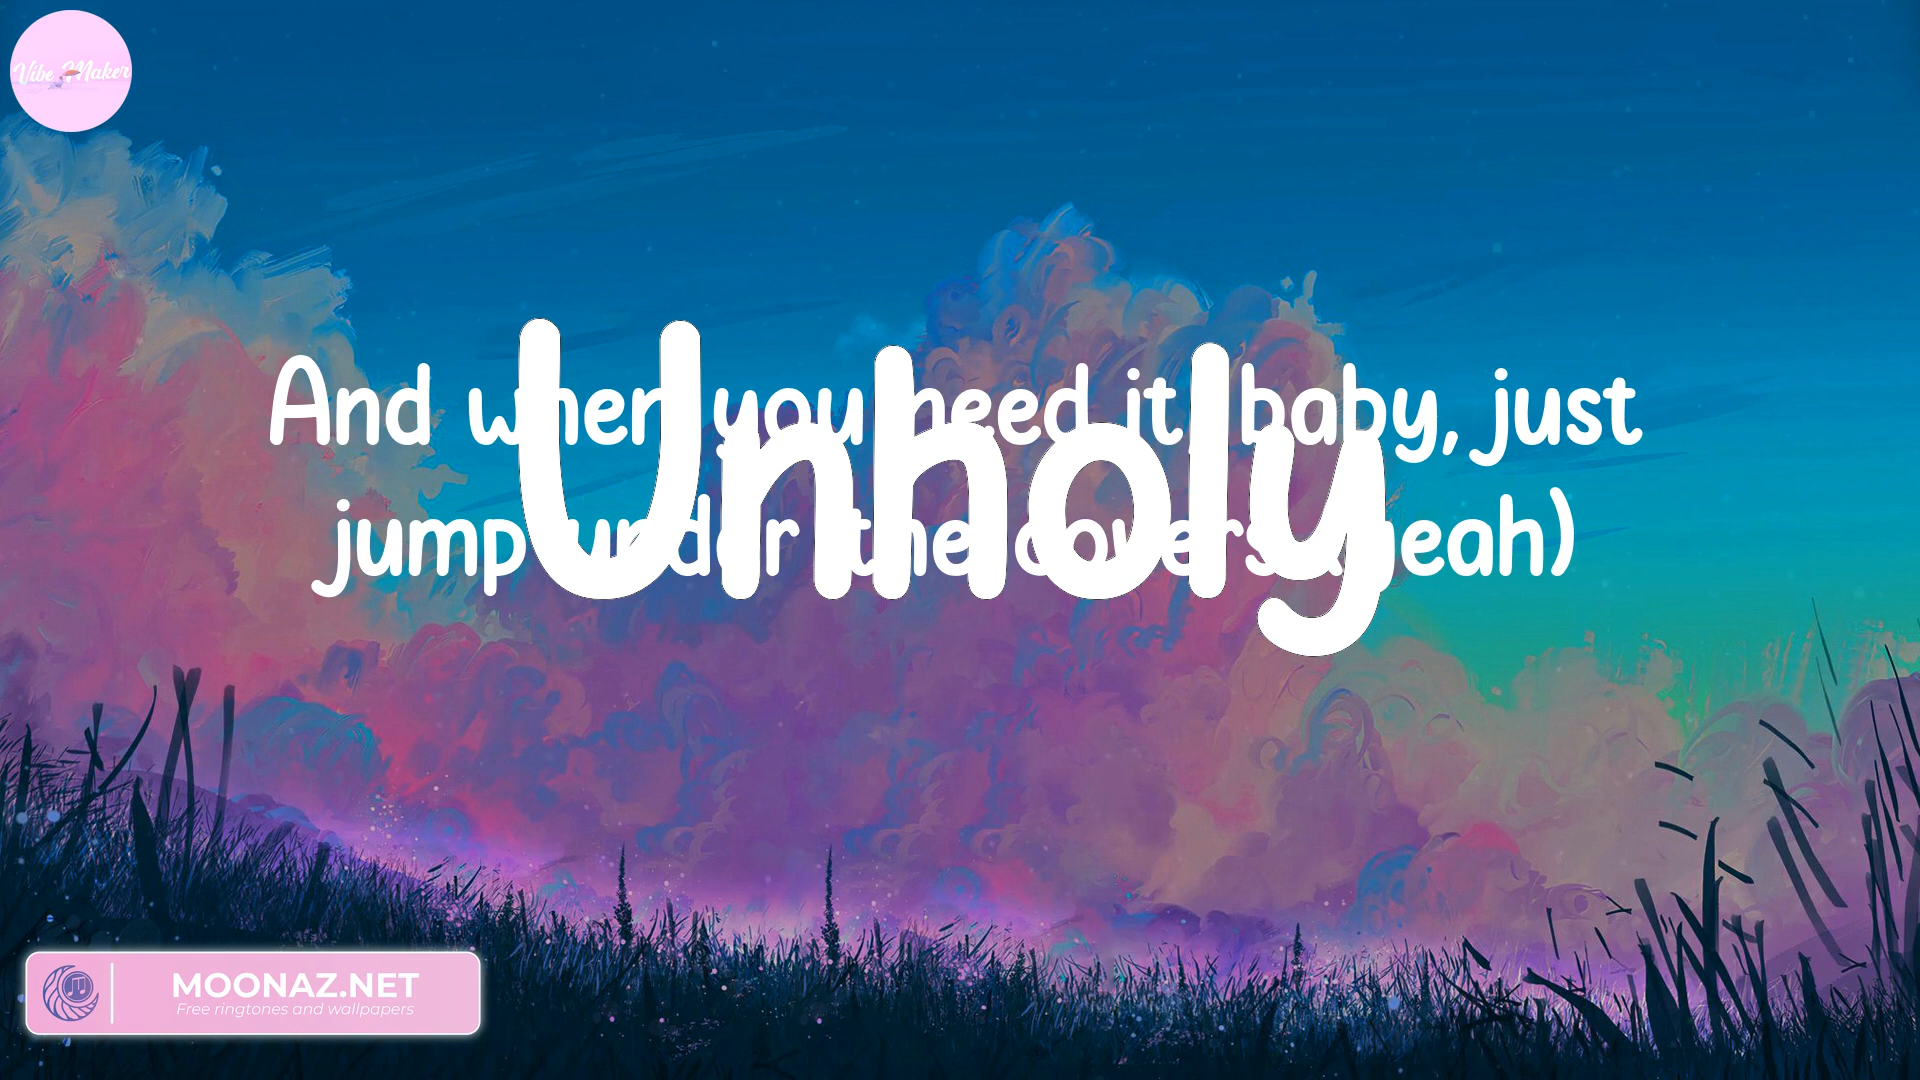 Vibe Maker
And when you need it, baby, just
Unholy
jump under the covers (yeah)
MOONAZ.NET
Free ringtones and wallpapers